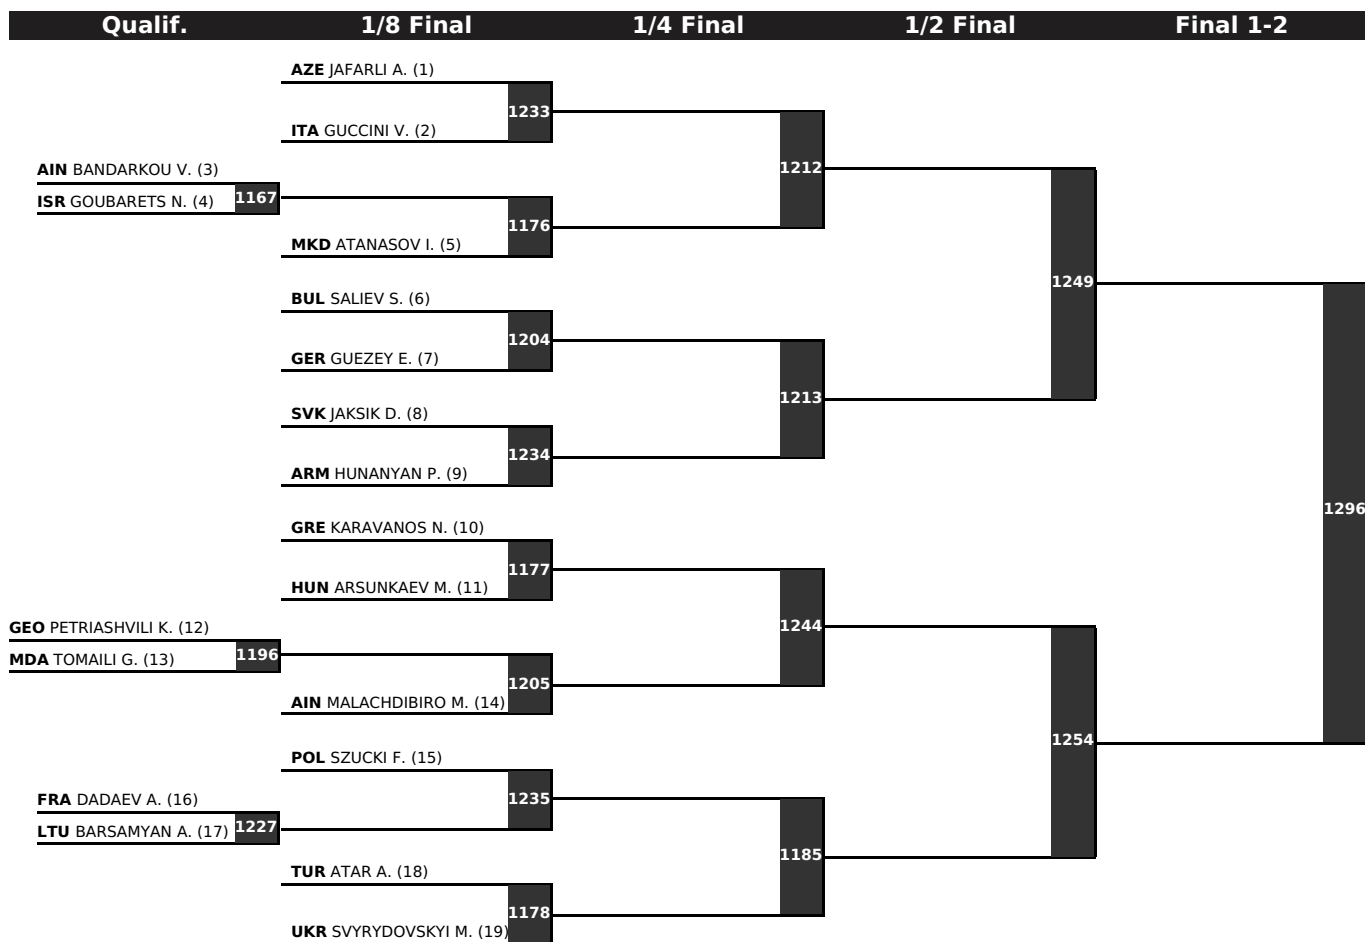 Qualif. 1/8 Final 1/4 Final 1/2 Final Final 1-2
AZE JAFARLI A. (1)
1233
ITA GUCCINI V. (2)
1212
AIN BANDARKOU V. (3)
ISR GOUBARETS N. (4) 1167
1176
MKD ATANASOV I. (5)
1249
BUL SALIEV S. (6)
1204
GER GUEZEY E. (7)
1213
SVK JAKSIK D. (8)
1234
ARM HUNANYAN P. (9)
1296
GRE KARAVANOS N. (10)
1177
HUN ARSUNKAEV M. (11)
1244
GEO PETRIASHVILI K. (12)
MDA TOMAILI G. (13) 1196
1205
AIN MALACHDIBIRO M. (14)
1254
POL SZUCKI F. (15)
1235
FRA DADAEV A. (16)
LTU BARSAMYAN A. (17) 1227
1185
TUR ATAR A. (18)
1178
UKR SVYRYDOVSKYI M. (19)